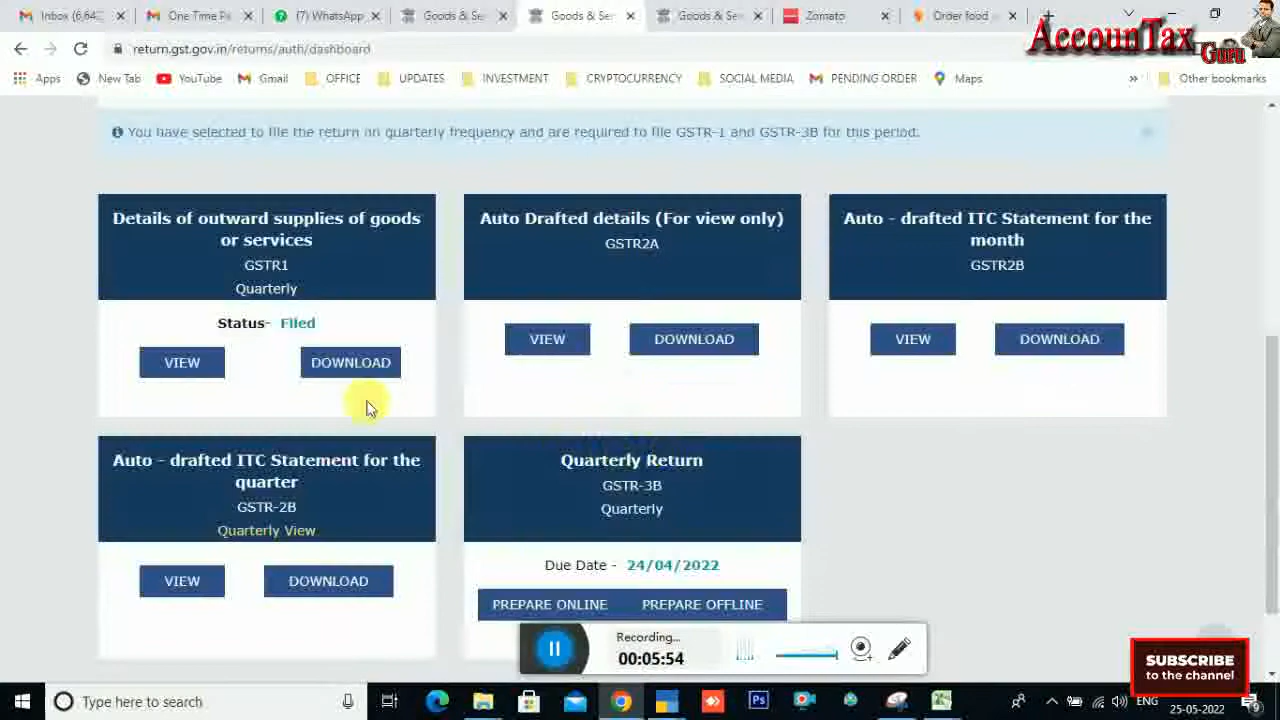 Inbox (6,64
One Time Pa
(7) WhatsApp
Goods & Ser
Goods & Ser
Goods & Ser
Zomato
Order food
AccounTax
Guru
return.gst.gov.in/returns/auth/dashboard
Apps
New Tab
YouTube
Gmail
OFFICE
UPDATES
INVESTMENT
CRYPTOCURRENCY
SOCIAL MEDIA
PENDING ORDER
Maps
»
Other bookmarks
You have selected to file the return on quarterly frequency and are required to file GSTR-1 and GSTR-3B for this period.
Details of outward supplies of goods
or services
GSTR1
Quarterly
Status- Filed
VIEW
DOWNLOAD
Auto Drafted details (For view only)
GSTR2A
VIEW
DOWNLOAD
Auto - drafted ITC Statement for the
month
GSTR2B
VIEW
DOWNLOAD
Auto - drafted ITC Statement for the
quarter
GSTR-2B
Quarterly View
VIEW
DOWNLOAD
Quarterly Return
GSTR-3B
Quarterly
Due Date - 24/04/2022
PREPARE ONLINE
PREPARE OFFLINE
Recording...
00:05:54
SUBSCRIBE
to the channel
Type here to search
Ps
ENG
25-05-2022
9